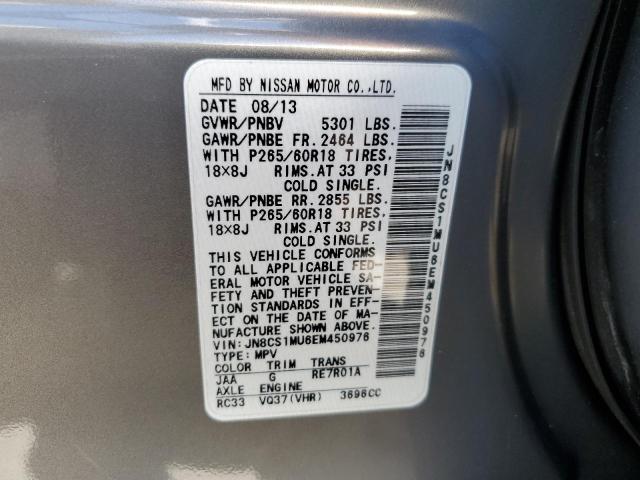 MFD BY NISSAN MOTOR CO.,LTD.
DATE 08/13
GVWR/PNBV 5301 LBS.
GAWR/PNBE FR. 2464 LBS.
WITH P265/60R18 TIRES,
18×8J RIMS. AT 33 PSI
COLD SINGLE.
GAWR/PNBE RR. 2855 LBS.
WITH P265/60R18 TIRES,
18×8J RIMS. AT 33 PSI
COLD SINGLE.
THIS VEHICLE CONFORMS
TO ALL APPLICABLE FED-
ERAL MOTOR VEHICLE SA-
FETY AND THEFT PREVEN-
TION STANDARDS IN EFF-
ECT ON THE DATE OF MA-
NUFACTURE SHOWN ABOVE.
VIN: JN8CS1MU6EM450976
TYPE: MPV
COLOR TRIM TRANS
JAA G RE7R01A
AXLE ENGINE
RC33 VQ37(VHR) 3696CC
JN8CS1MU6EM450976